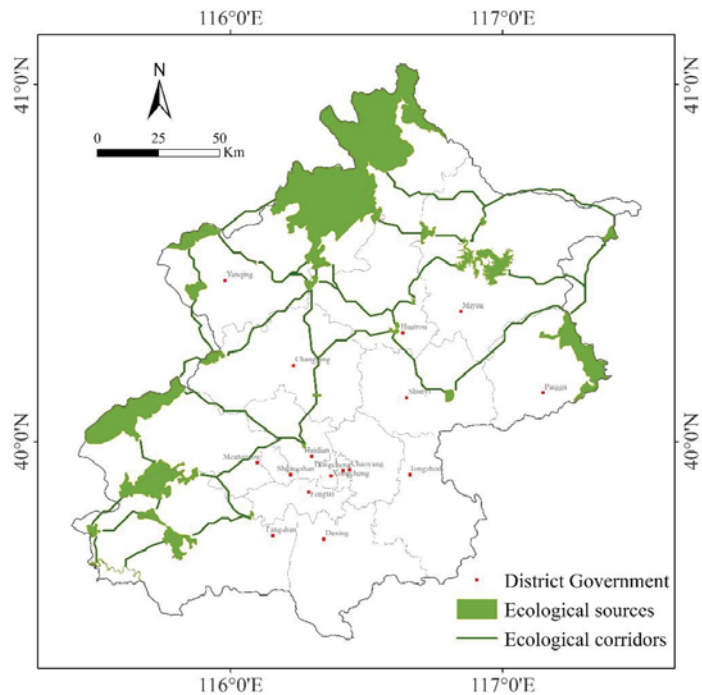 116°0'E 117°0'E
41°0'N 41°0'N
N
0 25 50
Km
Yanqing
Miyun
Huairou
Changping
Shunyi
Pinggu
40°0'N 40°0'N
Haidian
Mentougou
Chaoyang
Shijingshan
Tongzhou
Fengtai
Fangshan
Daxing
District Government
Ecological sources
Ecological corridors
116°0'E 117°0'E